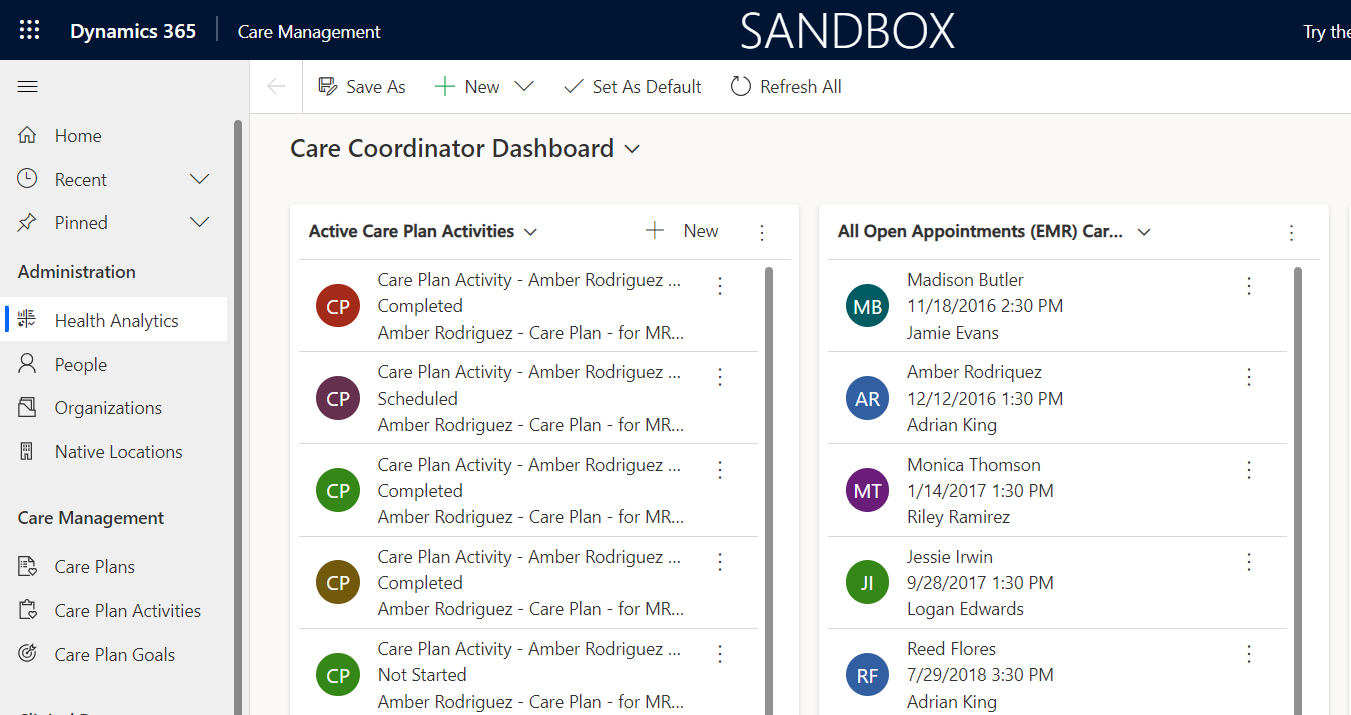 Dynamics 365
Care Management
SANDBOX
Try the
Save As
New
Set As Default
Refresh All
Home
Recent
Pinned
Administration
Health Analytics
People
Organizations
Native Locations
Care Management
Care Plans
Care Plan Activities
Care Plan Goals
Care Coordinator Dashboard
Active Care Plan Activities
New
CP
Care Plan Activity - Amber Rodriguez ...
Completed
Amber Rodriguez - Care Plan - for MR...
CP
Care Plan Activity - Amber Rodriguez ...
Scheduled
Amber Rodriguez - Care Plan - for MR...
CP
Care Plan Activity - Amber Rodriguez ...
Completed
Amber Rodriguez - Care Plan - for MR...
CP
Care Plan Activity - Amber Rodriguez ...
Completed
Amber Rodriguez - Care Plan - for MR...
CP
Care Plan Activity - Amber Rodriguez ...
Not Started
Amber Rodriguez - Care Plan - for MR...
All Open Appointments (EMR) Car...
MB
Madison Butler
11/18/2016 2:30 PM
Jamie Evans
AR
Amber Rodriquez
12/12/2016 1:30 PM
Adrian King
MT
Monica Thomson
1/14/2017 1:30 PM
Riley Ramirez
JI
Jessie Irwin
9/28/2017 1:30 PM
Logan Edwards
RF
Reed Flores
7/29/2018 3:30 PM
Adrian King